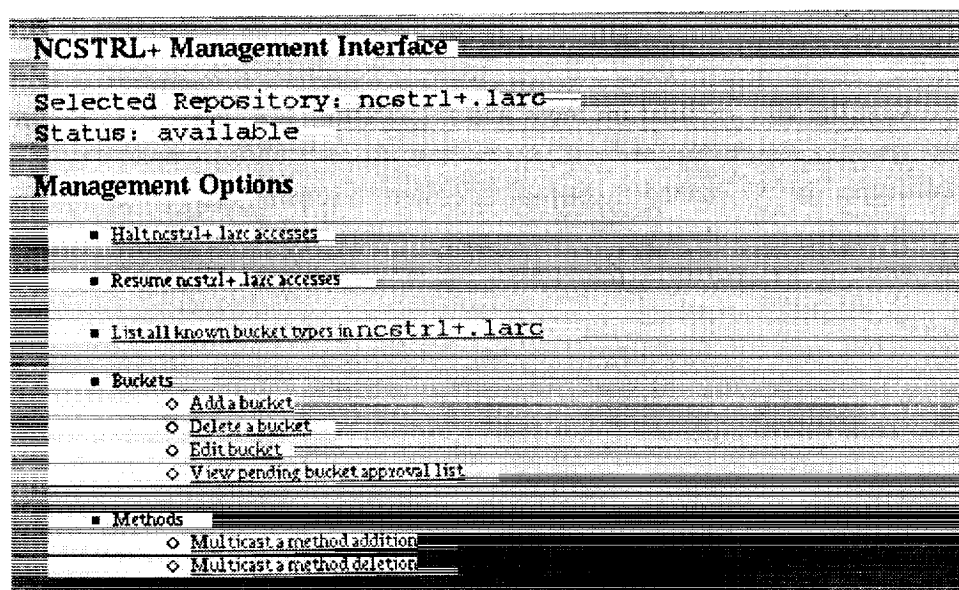 NCSTRL+ Management Interface
Selected Repository: ncstrl+.larc
Status: available
Management Options
Halt ncstrl+.larc accesses
Resume ncstrl+.larc accesses
List all known bucket types in ncstrl+.larc
Buckets
Add a bucket
Delete a bucket
Edit bucket
View pending bucket approval list
Methods
Multicast a method addition
Multicast a method deletion